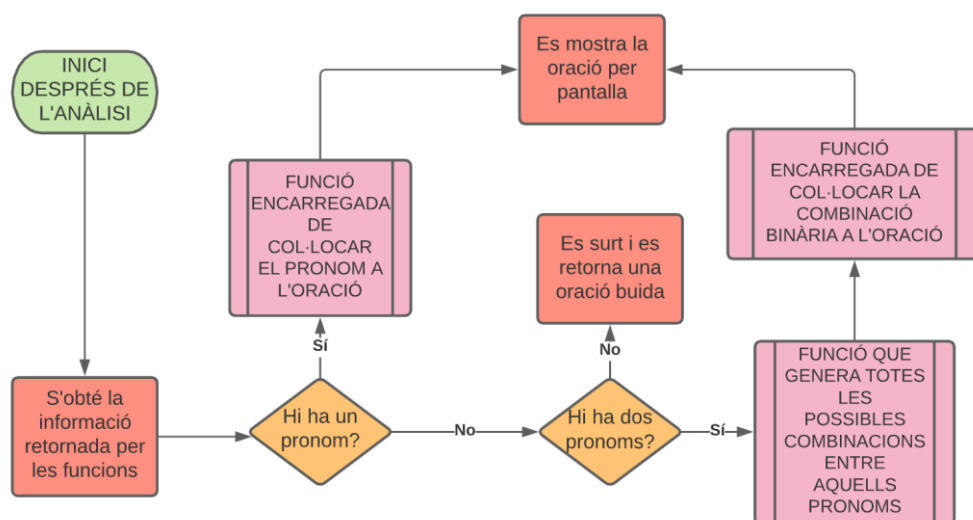 INICI
DESPRÉS DE
L'ANÀLISI
Es mostra la
oració per
pantalla
FUNCIÓ
ENCARREGADA
DE
COL·LOCAR
EL PRONOM A
L'ORACIÓ
FUNCIÓ
ENCARREGADA DE
COL·LOCAR LA
COMBINACIÓ
BINÀRIA A L'ORACIÓ
Es surt i es
retorna una
oració buida
Sí
No
S'obté la
informació
retornada per
les funcions
Hi ha un
pronom?
No
Hi ha dos
pronoms?
Sí
FUNCIÓ QUE
GENERA TOTES
LES
POSSIBLES
COMBINACIONS
ENTRE
AQUELLS
PRONOMS